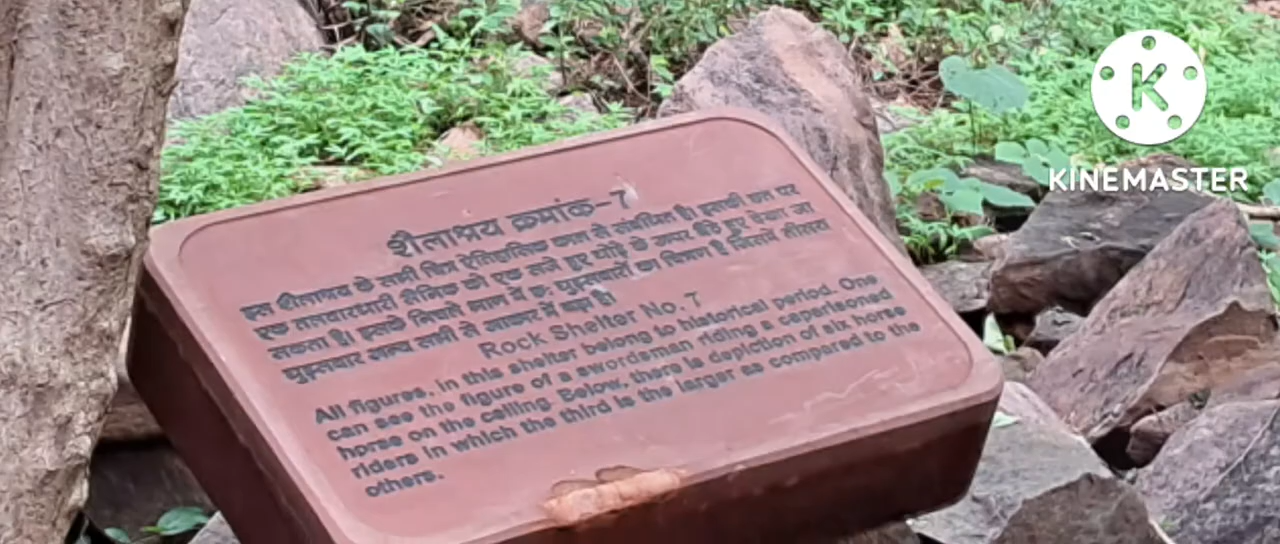 शैलाश्रय क्रमांक-7
इस शैलाश्रय के सभी चित्र ऐतिहासिक काल से संबंधित है। इसकी छत पर
एक तलवारधारी सैनिक को एक सजे हुए घोड़े के ऊपर बैठे हुए देखा जा
सकता है। इसके निचले भाग में छः घुड़सवारों का चित्रण है जिसमें तीसरा
घुड़सवार अन्य सभी से आकार में बड़ा है।
Rock Shelter No. 7
All figures. in this shelter belong to historical period. One
can see the figure of a swordsman riding a caperisoned
horse on the ceiling. Below, there is depiction of six horse
riders in which the third is the larger as compared to the
others.
K
KINEMASTER